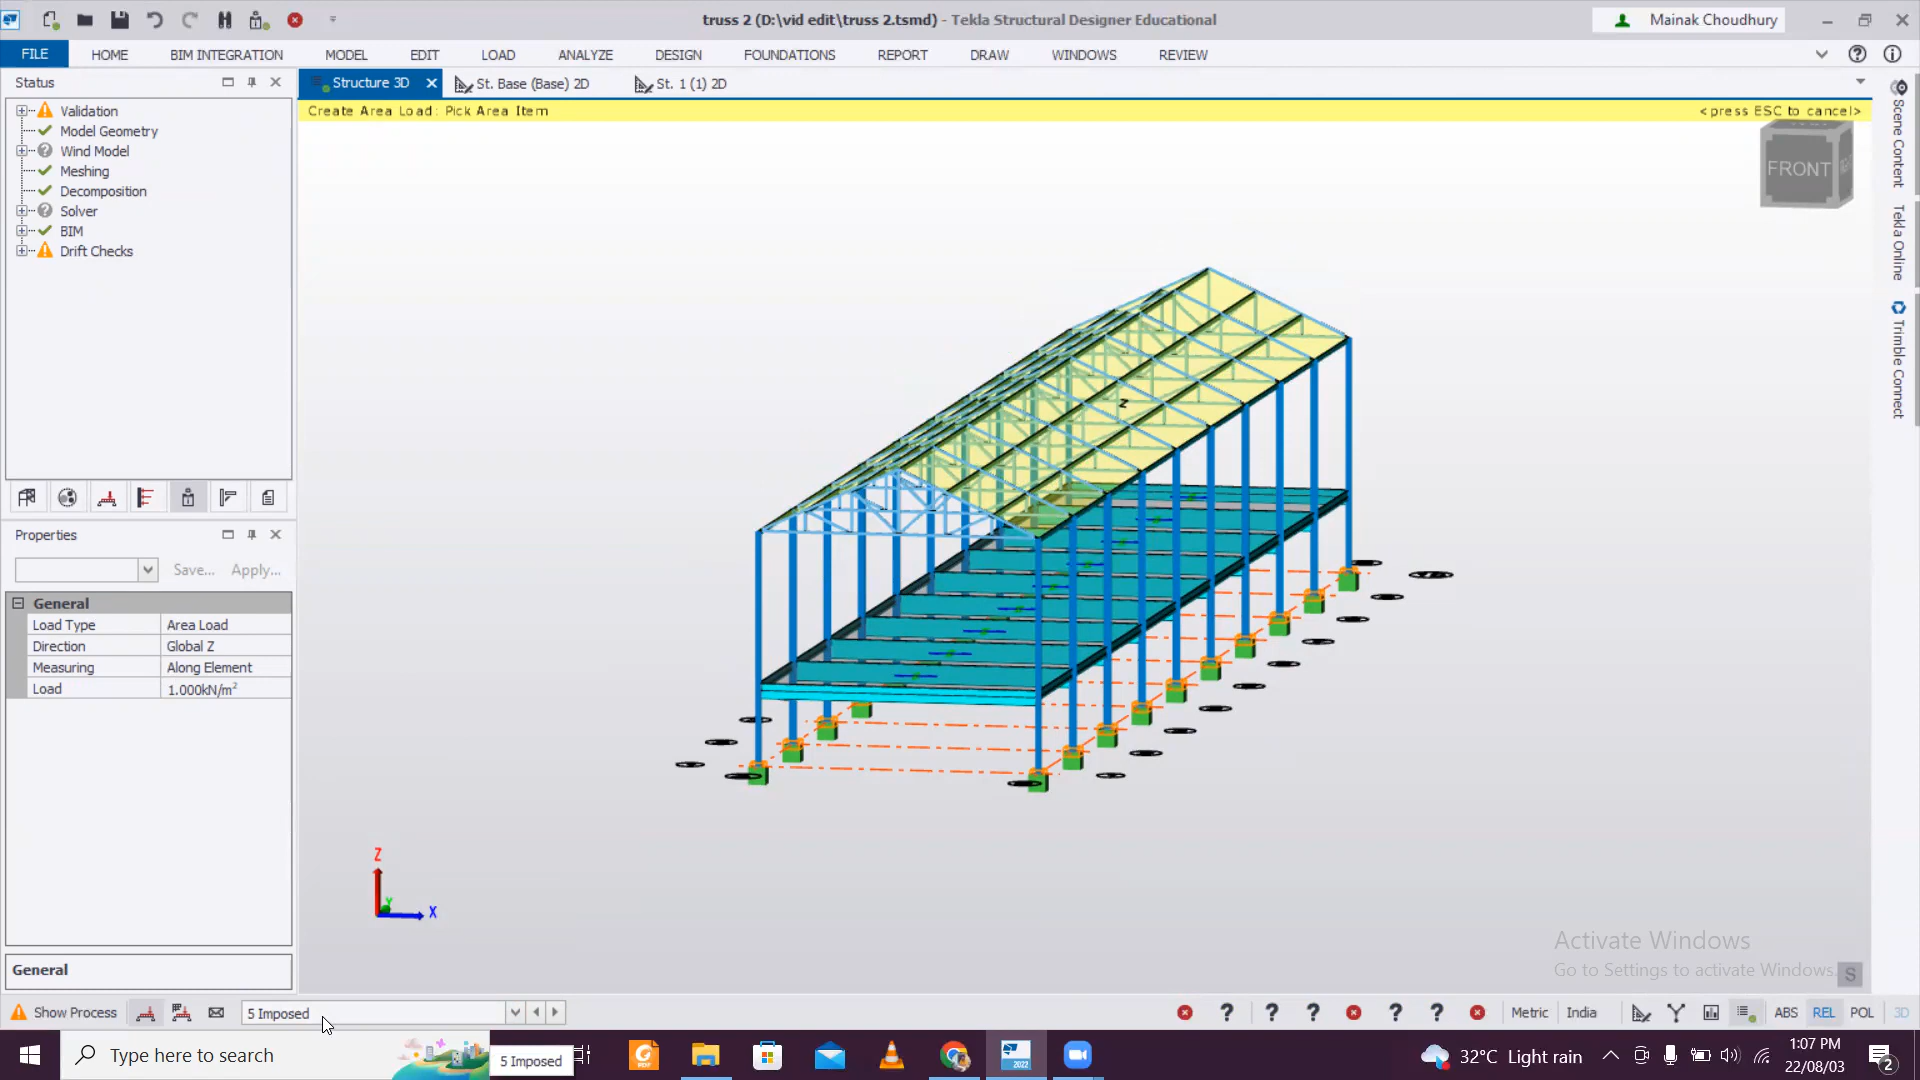 truss 2 (D:\vid edit\truss 2.tsmd) - Tekla Structural Designer Educational
Mainak Choudhury
FILE HOME BIM INTEGRATION MODEL EDIT LOAD ANALYZE DESIGN FOUNDATIONS REPORT DRAW WINDOWS REVIEW
Status
Structure 3D
St. Base (Base) 2D
St. 1 (1) 2D
Create Area Load: Pick Area Item
<press ESC to cancel>
Validation
Model Geometry
Wind Model
Meshing
Decomposition
Solver
BIM
Drift Checks
FRONT
Scene Content
Tekla Online
Trimble Connect
Z
Properties
Save...
Apply...
General
Load Type Area Load
Direction Global Z
Measuring Along Element
Load 1.000kN/m²
Z
Y
X
General
Activate Windows
Go to Settings to activate Windows.
S
Show Process
5 Imposed
Metric
India
ABS
REL
POL
3D
Type here to search
5 Imposed
PDF
2022
32°C Light rain
1:07 PM
22/08/03
2